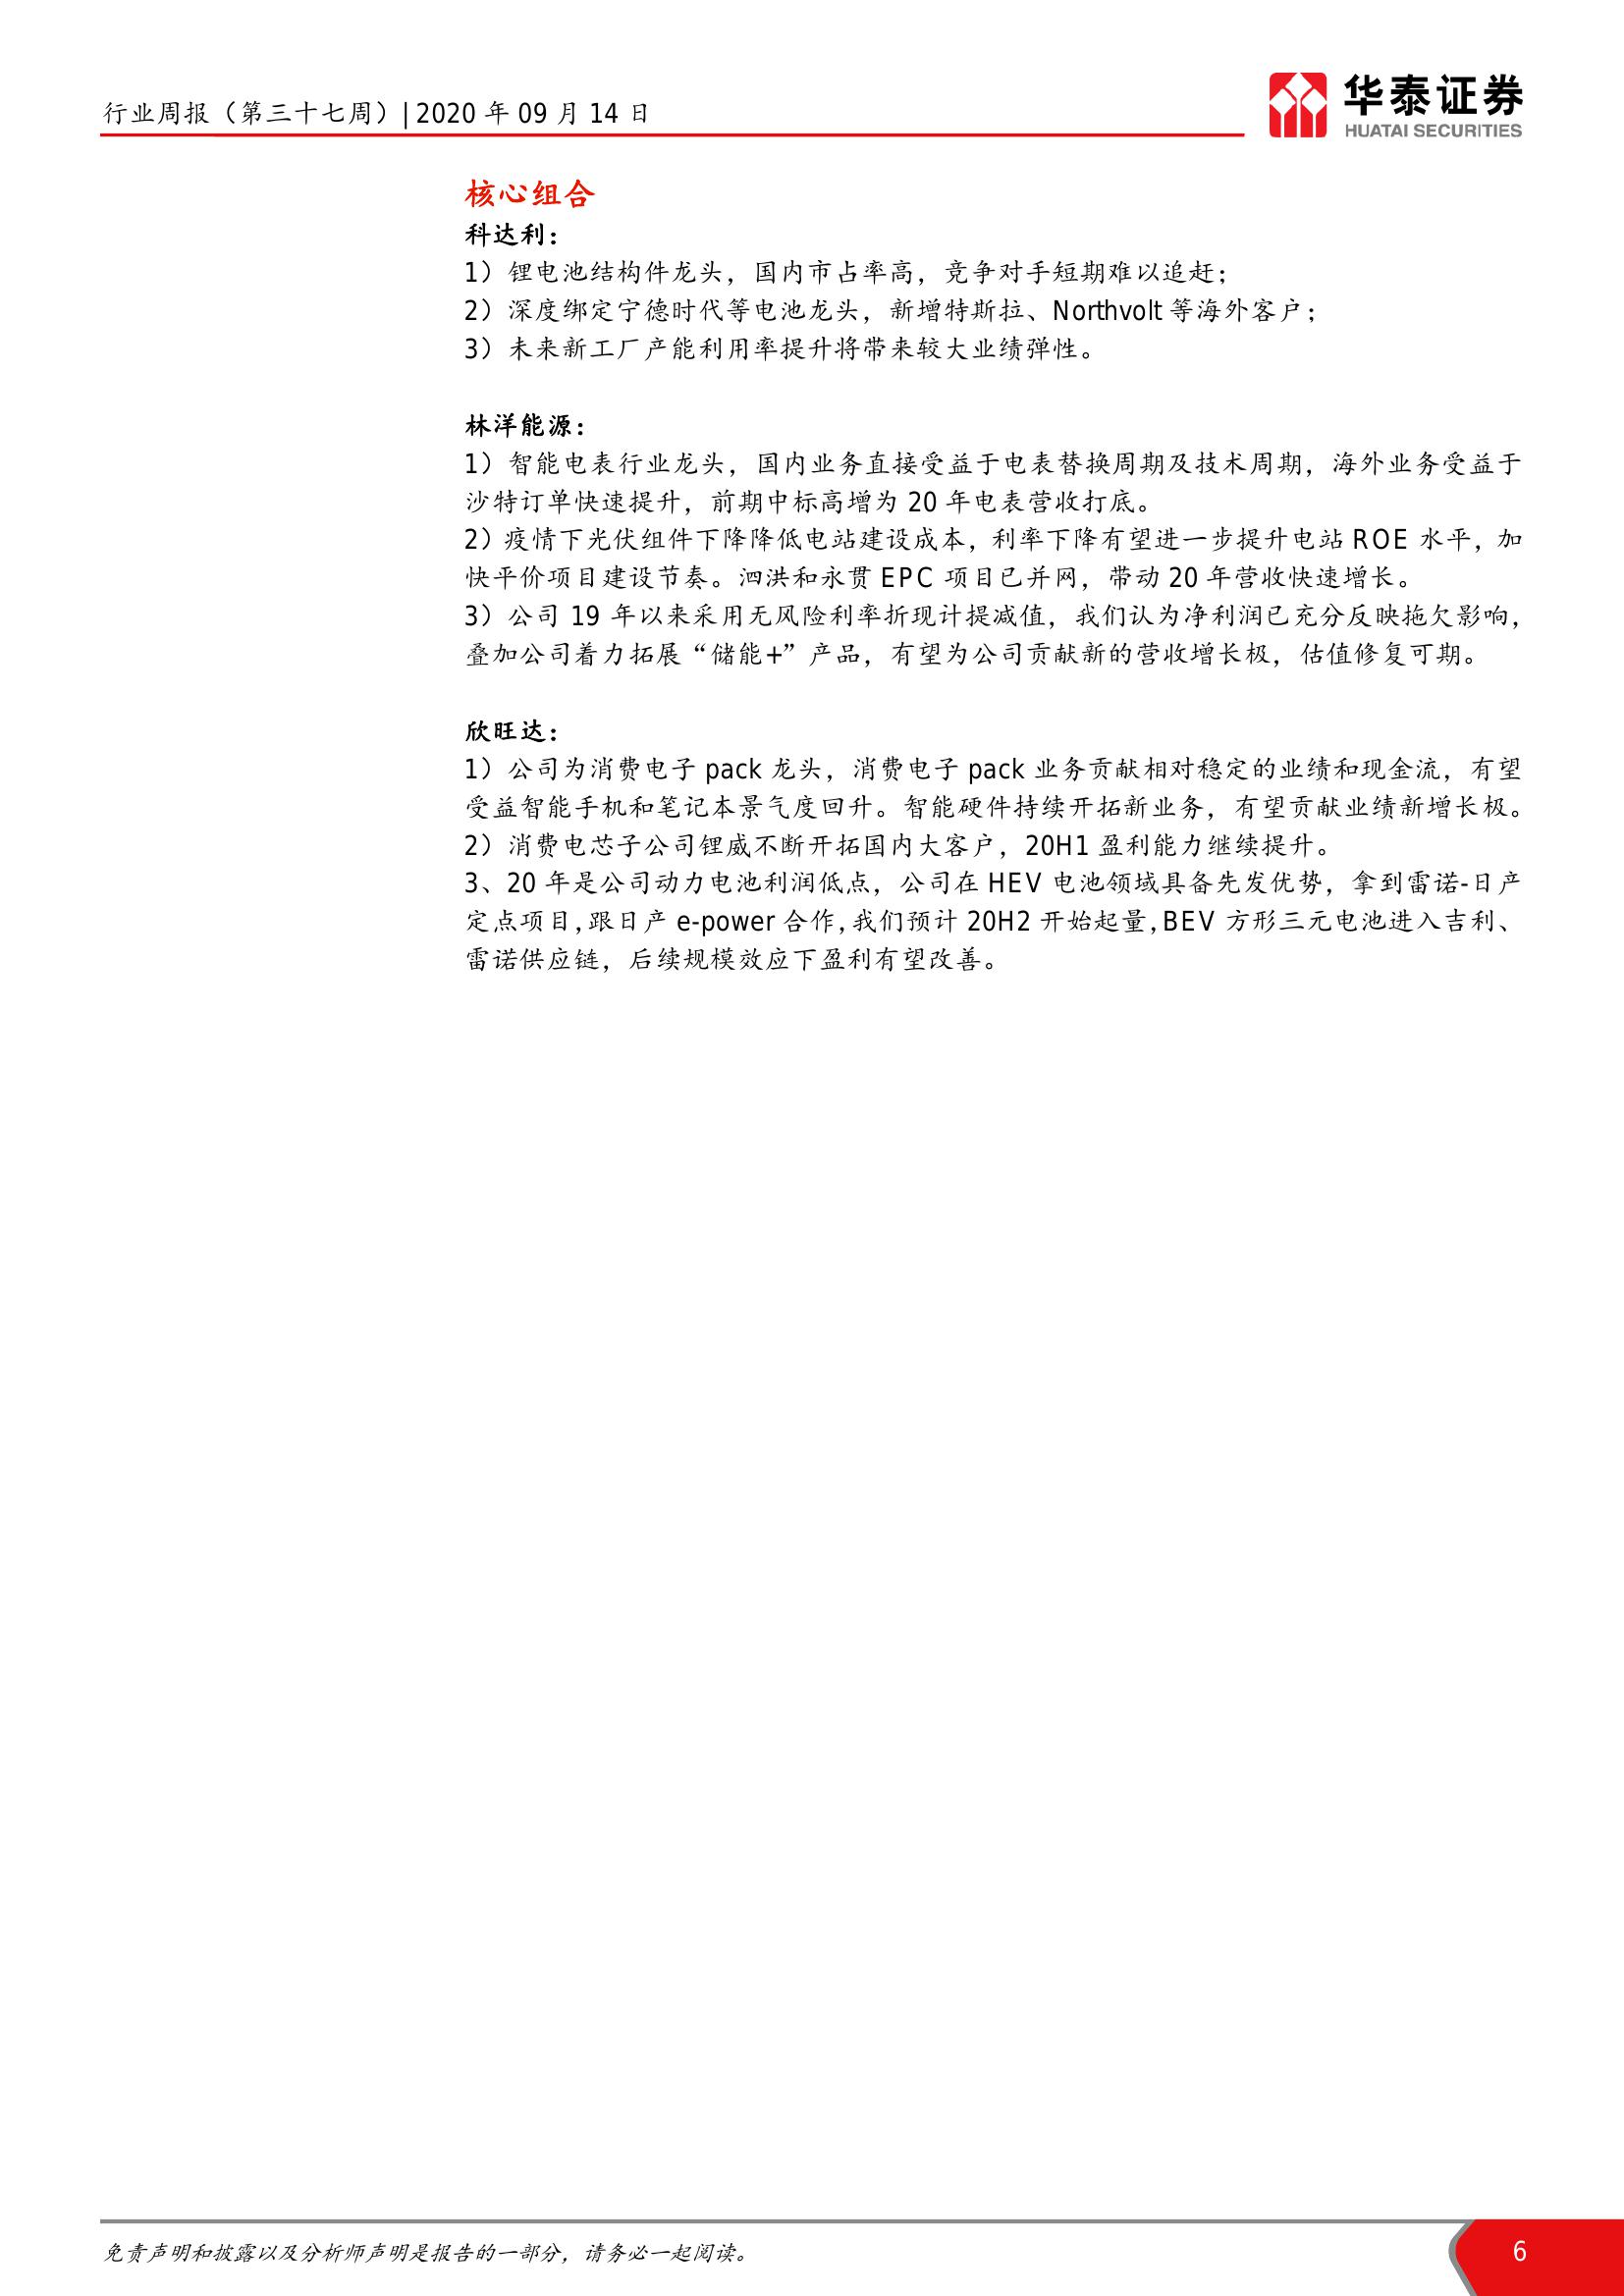 行业周报（第三十七周）| 2020 年 09 月 14 日
华泰证券
HUATAI SECURITIES
核心组合
科达利：
1）锂电池结构件龙头，国内市占率高，竞争对手短期难以追赶；
2）深度绑定宁德时代等电池龙头，新增特斯拉、Northvolt 等海外客户；
3）未来新工厂产能利用率提升将带来较大业绩弹性。
林洋能源：
1）智能电表行业龙头，国内业务直接受益于电表替换周期及技术周期，海外业务受益于
沙特订单快速提升，前期中标高增为 20 年电表营收打底。
2）疫情下光伏组件下降降低电站建设成本，利率下降有望进一步提升电站 ROE 水平，加
快平价项目建设节奏。泗洪和永贯 EPC 项目已并网，带动 20 年营收快速增长。
3）公司 19 年以来采用无风险利率折现计提减值，我们认为净利润已充分反映拖欠影响，
叠加公司着力拓展“储能+”产品，有望为公司贡献新的营收增长极，估值修复可期。
欣旺达：
1）公司为消费电子 pack 龙头，消费电子 pack 业务贡献相对稳定的业绩和现金流，有望
受益智能手机和笔记本景气度回升。智能硬件持续开拓新业务，有望贡献业绩新增长极。
2）消费电芯子公司锂威不断开拓国内大客户，20H1 盈利能力继续提升。
3、20 年是公司动力电池利润低点，公司在 HEV 电池领域具备先发优势，拿到雷诺-日产
定点项目，跟日产 e-power 合作，我们预计 20H2 开始起量，BEV 方形三元电池进入吉利、
雷诺供应链，后续规模效应下盈利有望改善。
免责声明和披露以及分析师声明是报告的一部分，请务必一起阅读。
6